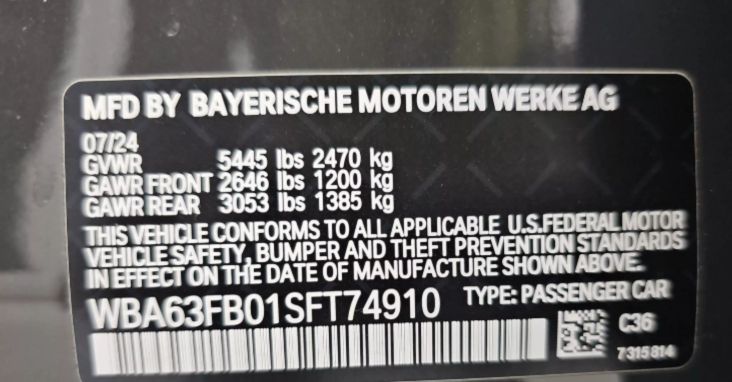 MFD BY BAYERISCHE MOTOREN WERKE AG
07/24
GVWR 5445 lbs 2470 kg
GAWR FRONT 2646 lbs 1200 kg
GAWR REAR 3053 lbs 1385 kg
THIS VEHICLE CONFORMS TO ALL APPLICABLE U.S.FEDERAL MOTOR
VEHICLE SAFETY, BUMPER AND THEFT PREVENTION STANDARDS
IN EFFECT ON THE DATE OF MANUFACTURE SHOWN ABOVE.
WBA63FB01SFT74910 TYPE: PASSENGER CAR
C36
7315814